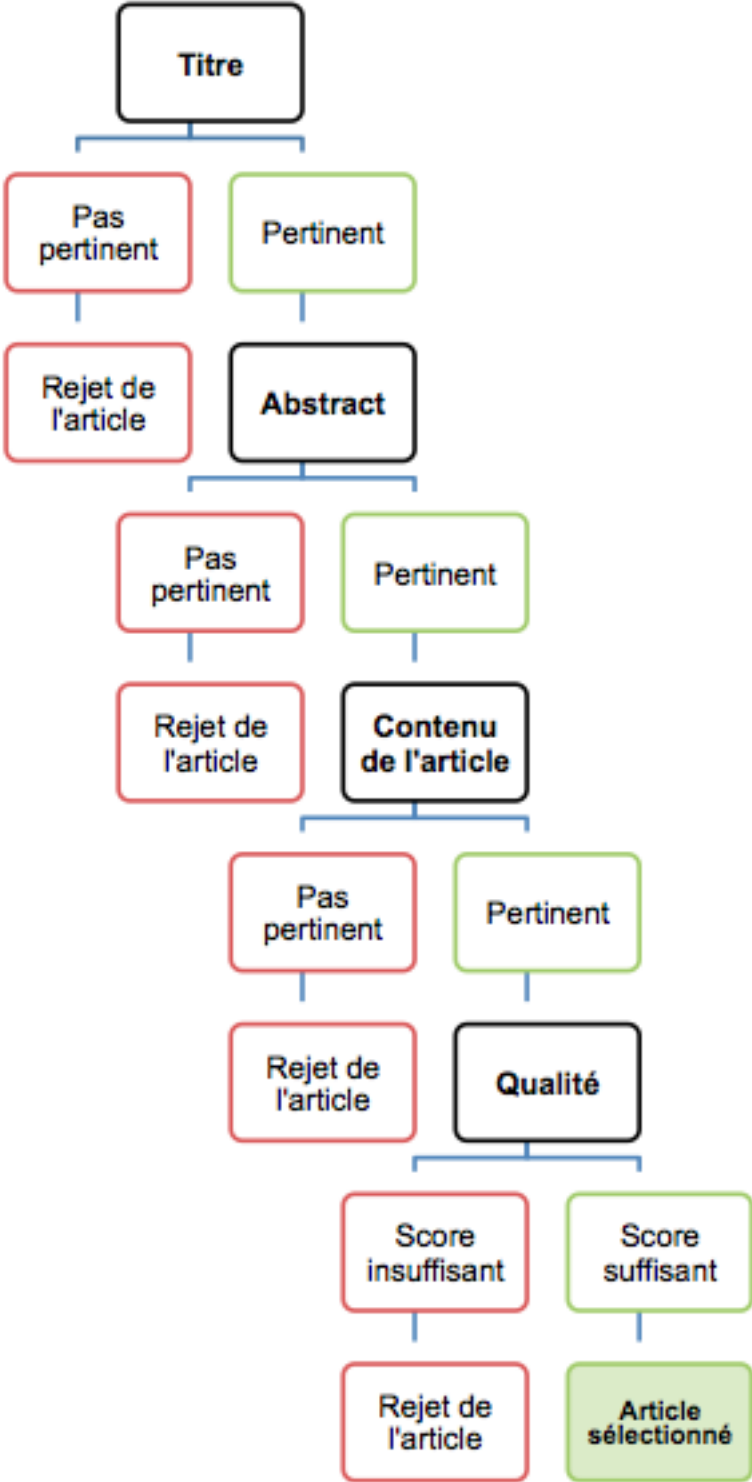 Titre
Pas
pertinent
Pertinent
Rejet de
l'article
Abstract
Pas
pertinent
Pertinent
Rejet de
l'article
Contenu
de l'article
Pas
pertinent
Pertinent
Rejet de
l'article
Qualité
Score
insuffisant
Score
suffisant
Rejet de
l'article
Article
sélectionné